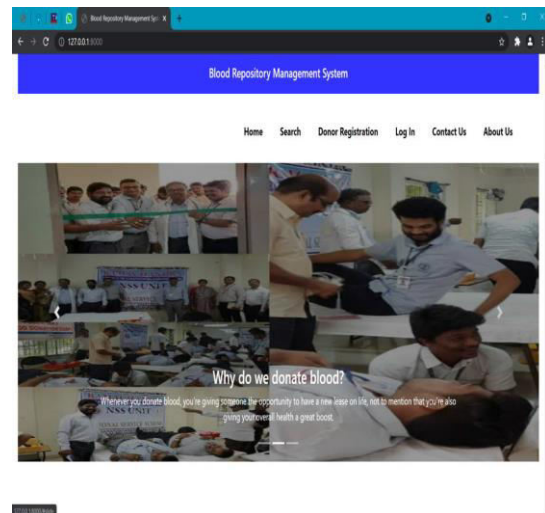 Blood Repository Management Sys
127.0.0.1:8000
Blood Repository Management System
Home Search Donor Registration Log In Contact Us About Us
NSS UNIT
Why do we donate blood?
Whenever you donate blood, you're giving someone the opportunity to have a new lease on life, not to mention that you're also
giving your overall health a great boost.
NSS UNIT